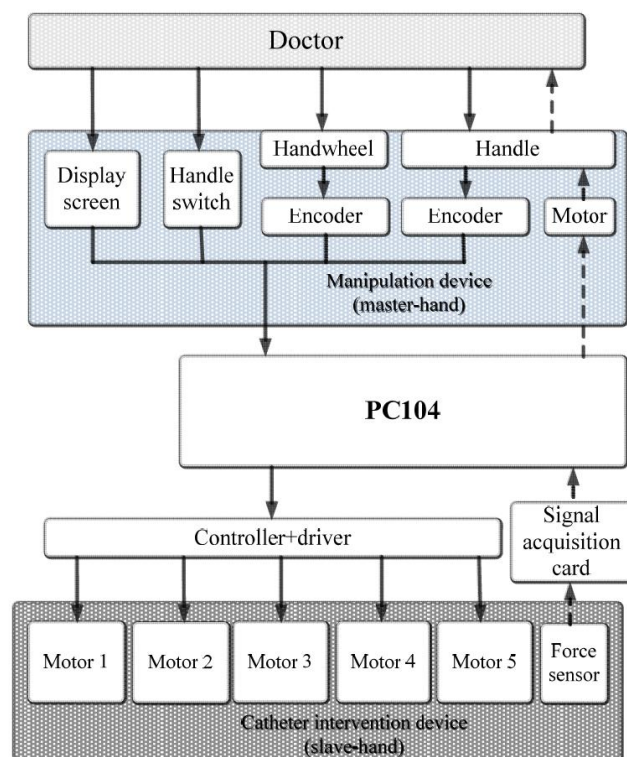 Doctor
Display
screen
Handle
switch
Handwheel
Handle
Encoder
Encoder
Motor
Manipulation device
(master-hand)
PC104
Controller+driver
Signal
acquisition
card
Motor 1
Motor 2
Motor 3
Motor 4
Motor 5
Force
sensor
Catheter intervention device
(slave-hand)